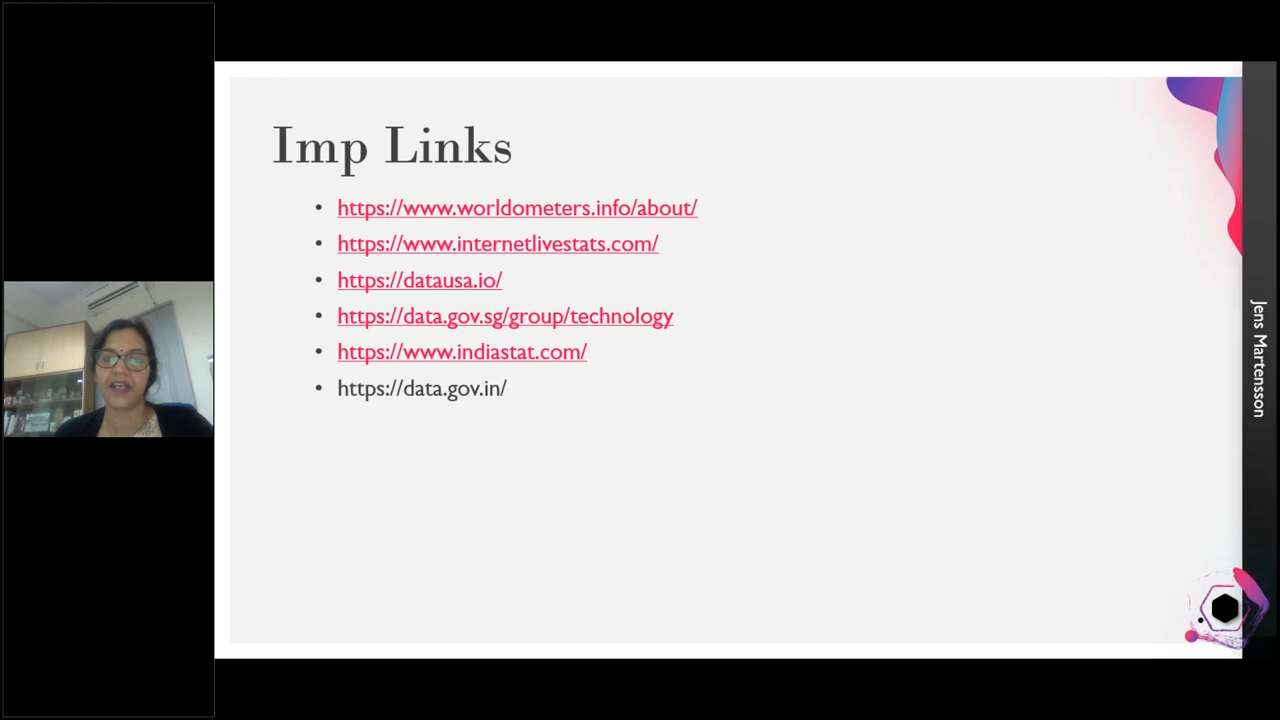 Imp Links
• https://www.worldometers.info/about/
• https://www.internetlivestats.com/
• https://datausa.io/
• https://data.gov.sg/group/technology
• https://www.indiastat.com/
• https://data.gov.in/
Jens Martensson